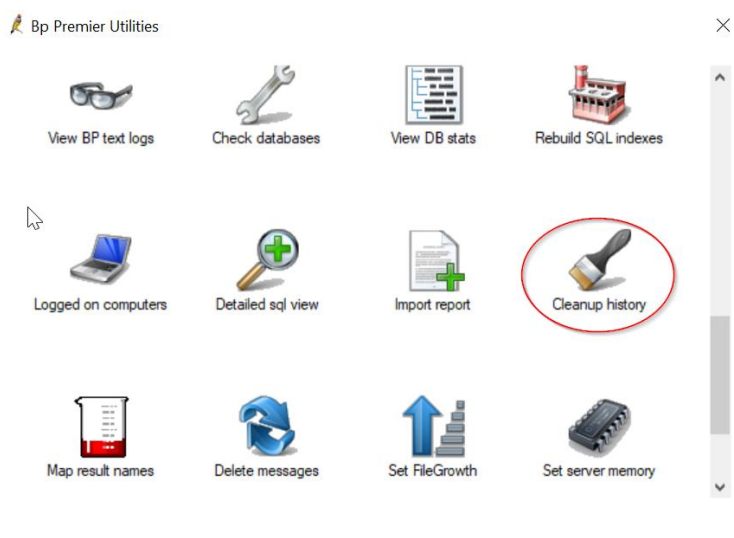 Bp Premier Utilities
View BP text logs
Check databases
View DB stats
Rebuild SQL indexes
Logged on computers
Detailed sql view
Import report
Cleanup history
Map result names
Delete messages
Set FileGrowth
Set server memory